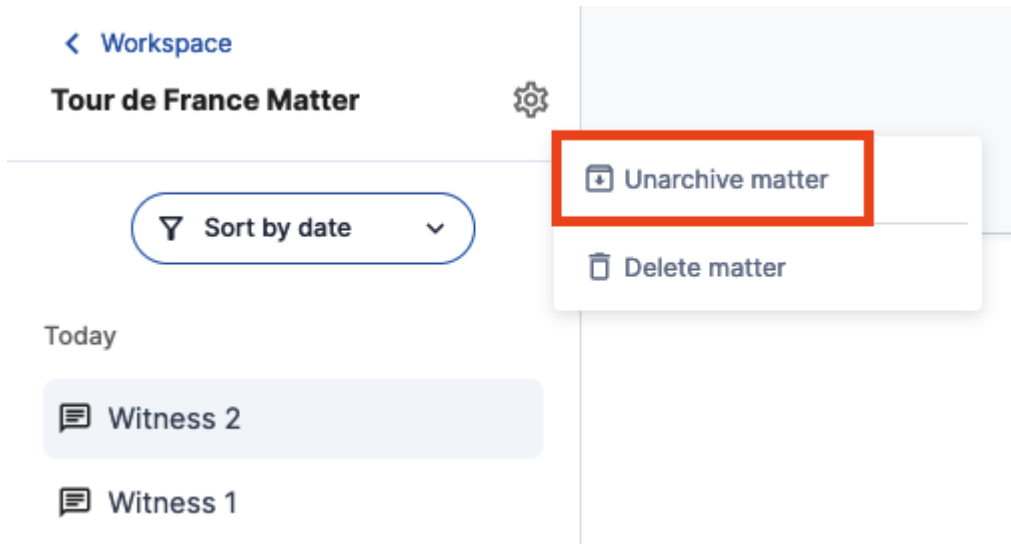 Workspace
Tour de France Matter
Unarchive matter
Delete matter
Sort by date
Today
Witness 2
Witness 1